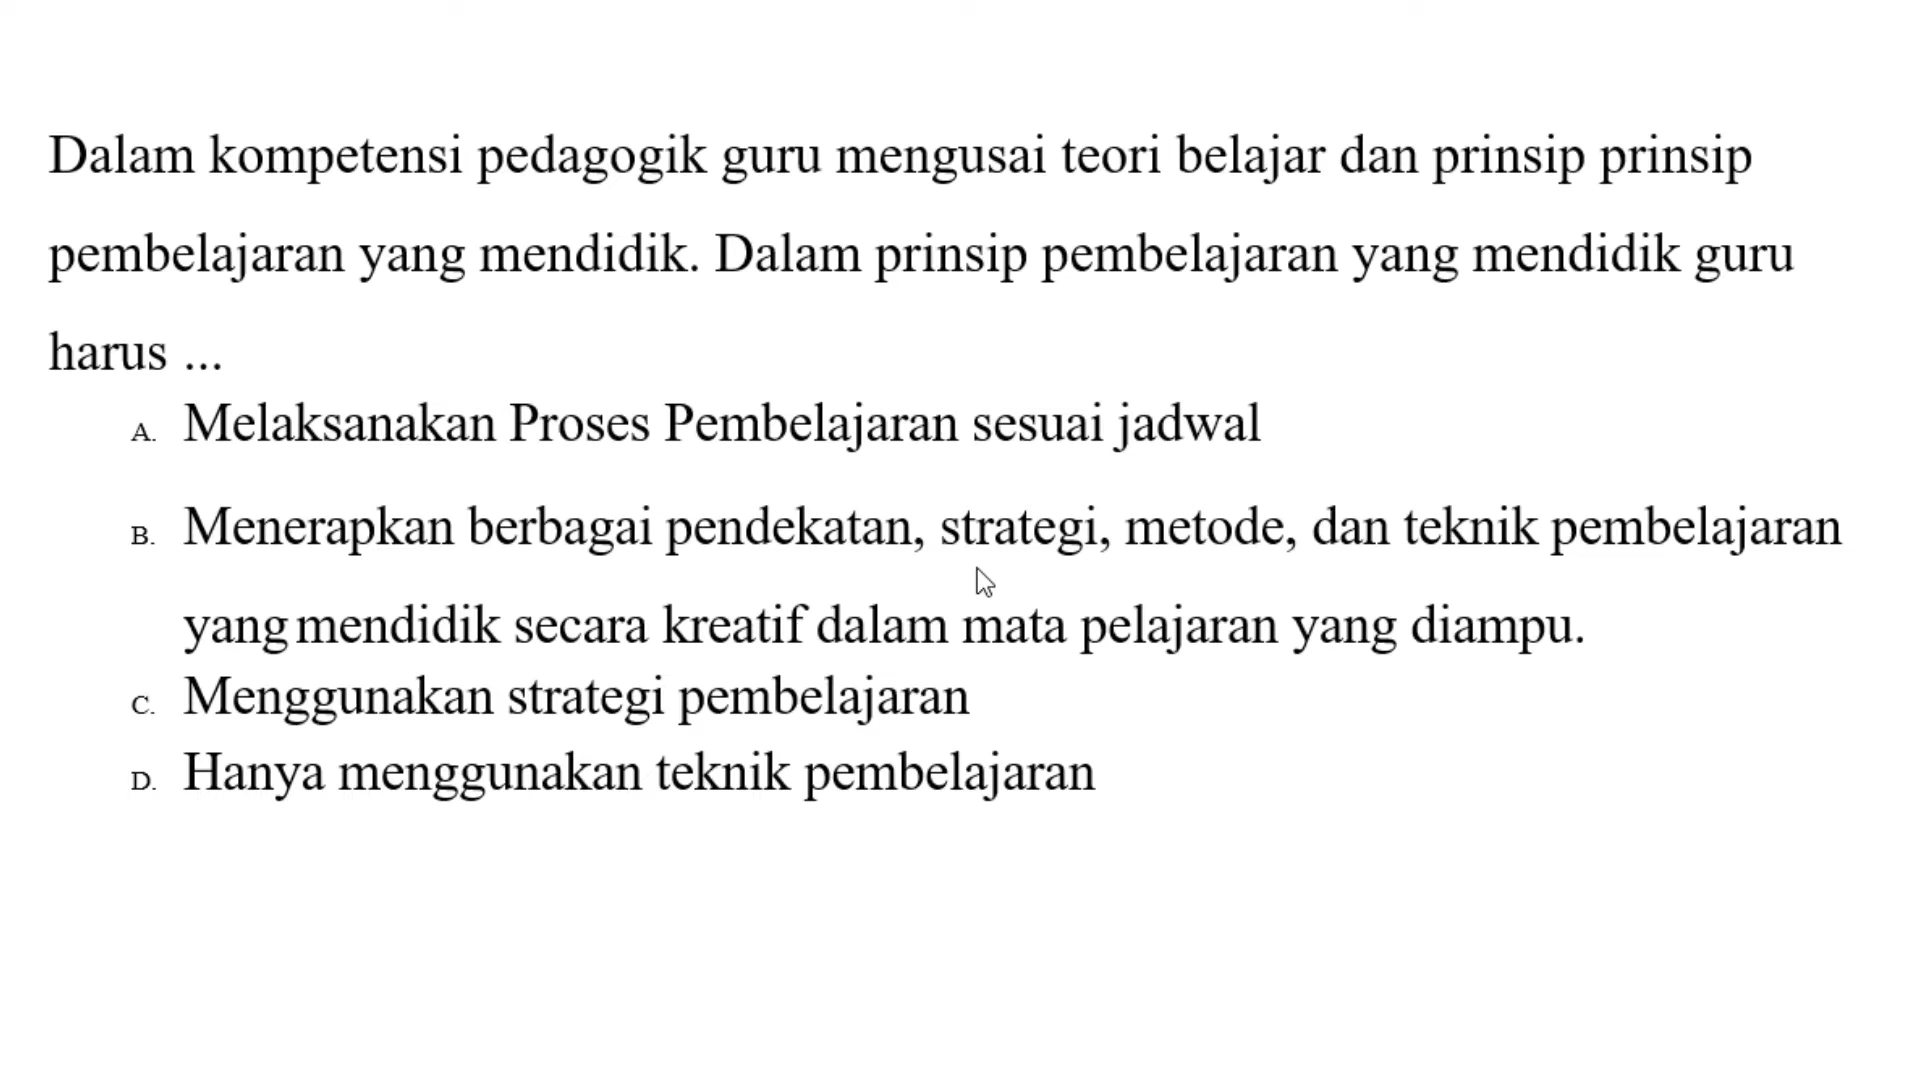 Dalam kompetensi pedagogik guru mengusai teori belajar dan prinsip prinsip
pembelajaran yang mendidik. Dalam prinsip pembelajaran yang mendidik guru
harus ...
A. Melaksanakan Proses Pembelajaran sesuai jadwal
B. Menerapkan berbagai pendekatan, strategi, metode, dan teknik pembelajaran
yang mendidik secara kreatif dalam mata pelajaran yang diampu.
C. Menggunakan strategi pembelajaran
D. Hanya menggunakan teknik pembelajaran